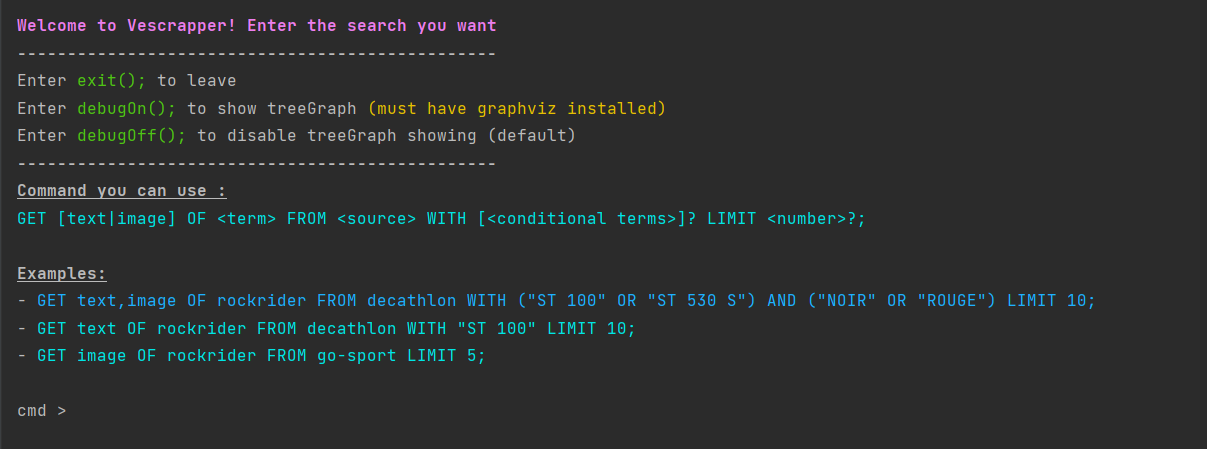 Welcome to Vescrapper! Enter the search you want
------------------------------------------------
Enter exit(); to leave
Enter debugOn(); to show treeGraph (must have graphviz installed)
Enter debugOff(); to disable treeGraph showing (default)
------------------------------------------------
Command you can use :
GET [text|image] OF <term> FROM <source> WITH [<conditional terms>]? LIMIT <number>?;
Examples:
- GET text,image OF rockrider FROM decathlon WITH ("ST 100" OR "ST 530 S") AND ("NOIR" OR "ROUGE") LIMIT 10;
- GET text OF rockrider FROM decathlon WITH "ST 100" LIMIT 10;
- GET image OF rockrider FROM go-sport LIMIT 5;
cmd >